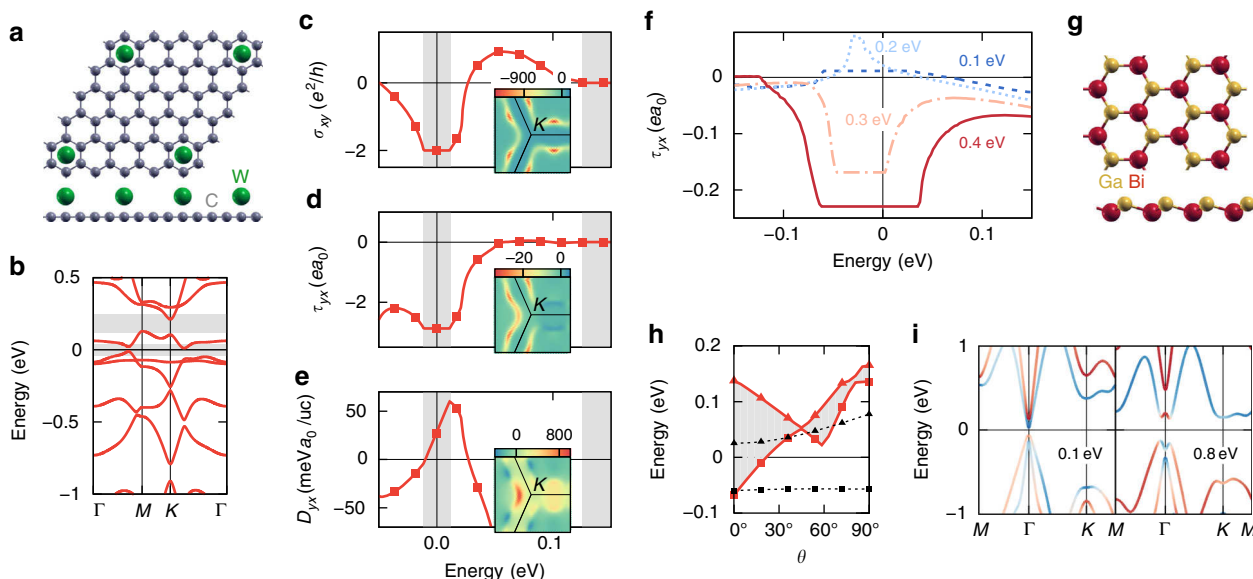 a
W
C
b
0.5
0
−0.5
−1
Energy (eV)
Γ
M
K
Γ
c
0
−2
σxy (e²/h)
−900
0
K
d
0
−2
τyx (ea0)
−20
0
K
e
50
0
−50
Dyx (meVa0 /uc)
0
800
K
0.0
0.1
Energy (eV)
f
0
−0.1
−0.2
τyx (ea0)
0.2 eV
0.1 eV
0.3 eV
0.4 eV
−0.1
0
0.1
Energy (eV)
g
Ga Bi
h
0.2
0.1
0
−0.1
Energy (eV)
0°
30°
60°
90°
θ
i
1
0
−1
Energy (eV)
0.1 eV
0.8 eV
M
Γ
K
M
Γ
K
M